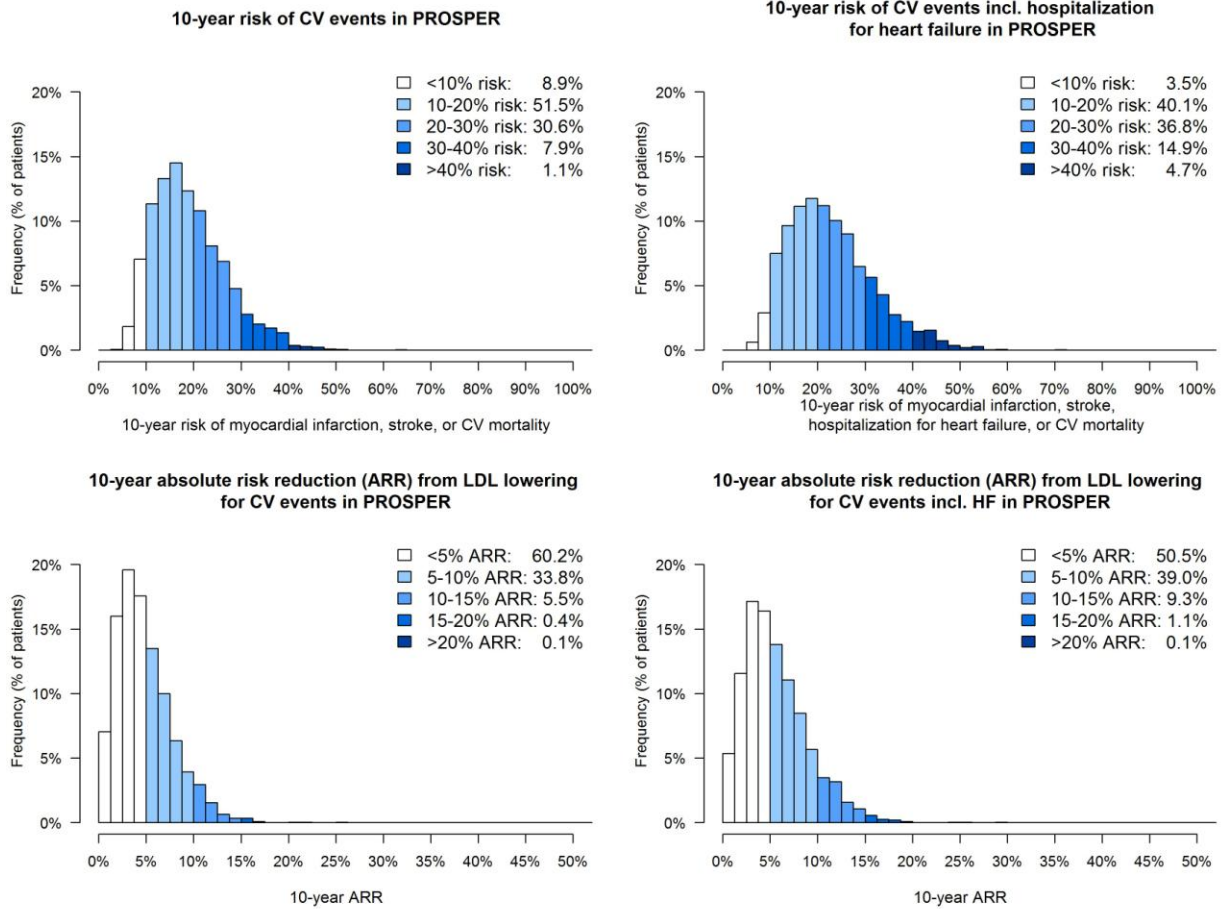 10-year risk of CV events in PROSPER
<10% risk: 8.9%
10-20% risk: 51.5%
20-30% risk: 30.6%
30-40% risk: 7.9%
>40% risk: 1.1%
Frequency (% of patients)
20%
15%
10%
5%
0%
0% 10% 20% 30% 40% 50% 60% 70% 80% 90% 100%
10-year risk of myocardial infarction, stroke, or CV mortality
10-year risk of CV events incl. hospitalization
for heart failure in PROSPER
<10% risk: 3.5%
10-20% risk: 40.1%
20-30% risk: 36.8%
30-40% risk: 14.9%
>40% risk: 4.7%
Frequency (% of patients)
20%
15%
10%
5%
0%
0% 10% 20% 30% 40% 50% 60% 70% 80% 90% 100%
10-year risk of myocardial infarction, stroke,
hospitalization for heart failure, or CV mortality
10-year absolute risk reduction (ARR) from LDL lowering
for CV events in PROSPER
<5% ARR: 60.2%
5-10% ARR: 33.8%
10-15% ARR: 5.5%
15-20% ARR: 0.4%
>20% ARR: 0.1%
Frequency (% of patients)
20%
15%
10%
5%
0%
0% 5% 10% 15% 20% 25% 30% 35% 40% 45% 50%
10-year ARR
10-year absolute risk reduction (ARR) from LDL lowering
for CV events incl. HF in PROSPER
<5% ARR: 50.5%
5-10% ARR: 39.0%
10-15% ARR: 9.3%
15-20% ARR: 1.1%
>20% ARR: 0.1%
Frequency (% of patients)
20%
15%
10%
5%
0%
0% 5% 10% 15% 20% 25% 30% 35% 40% 45% 50%
10-year ARR